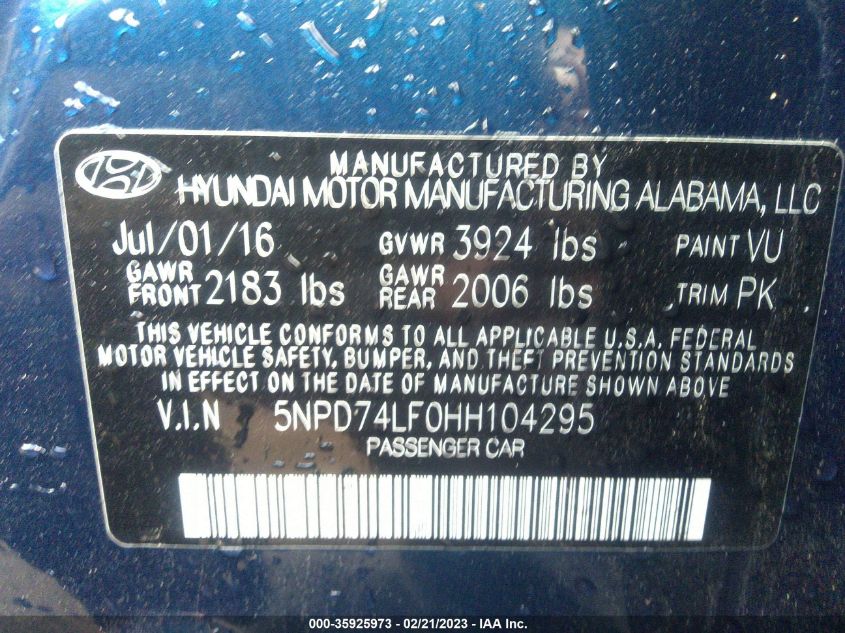 MANUFACTURED BY
HYUNDAI MOTOR MANUFACTURING ALABAMA, LLC
Jul/01/16 GVWR 3924 lbs PAINT VU
GAWR FRONT 2183 lbs GAWR REAR 2006 lbs TRIM PK
THIS VEHICLE CONFORMS TO ALL APPLICABLE U.S.A. FEDERAL
MOTOR VEHICLE SAFETY, BUMPER, AND THEFT PREVENTION STANDARDS
IN EFFECT ON THE DATE OF MANUFACTURE SHOWN ABOVE
V.I.N 5NPD74LF0HH104295
PASSENGER CAR
000-35925973 - 02/21/2023 - IAA Inc.